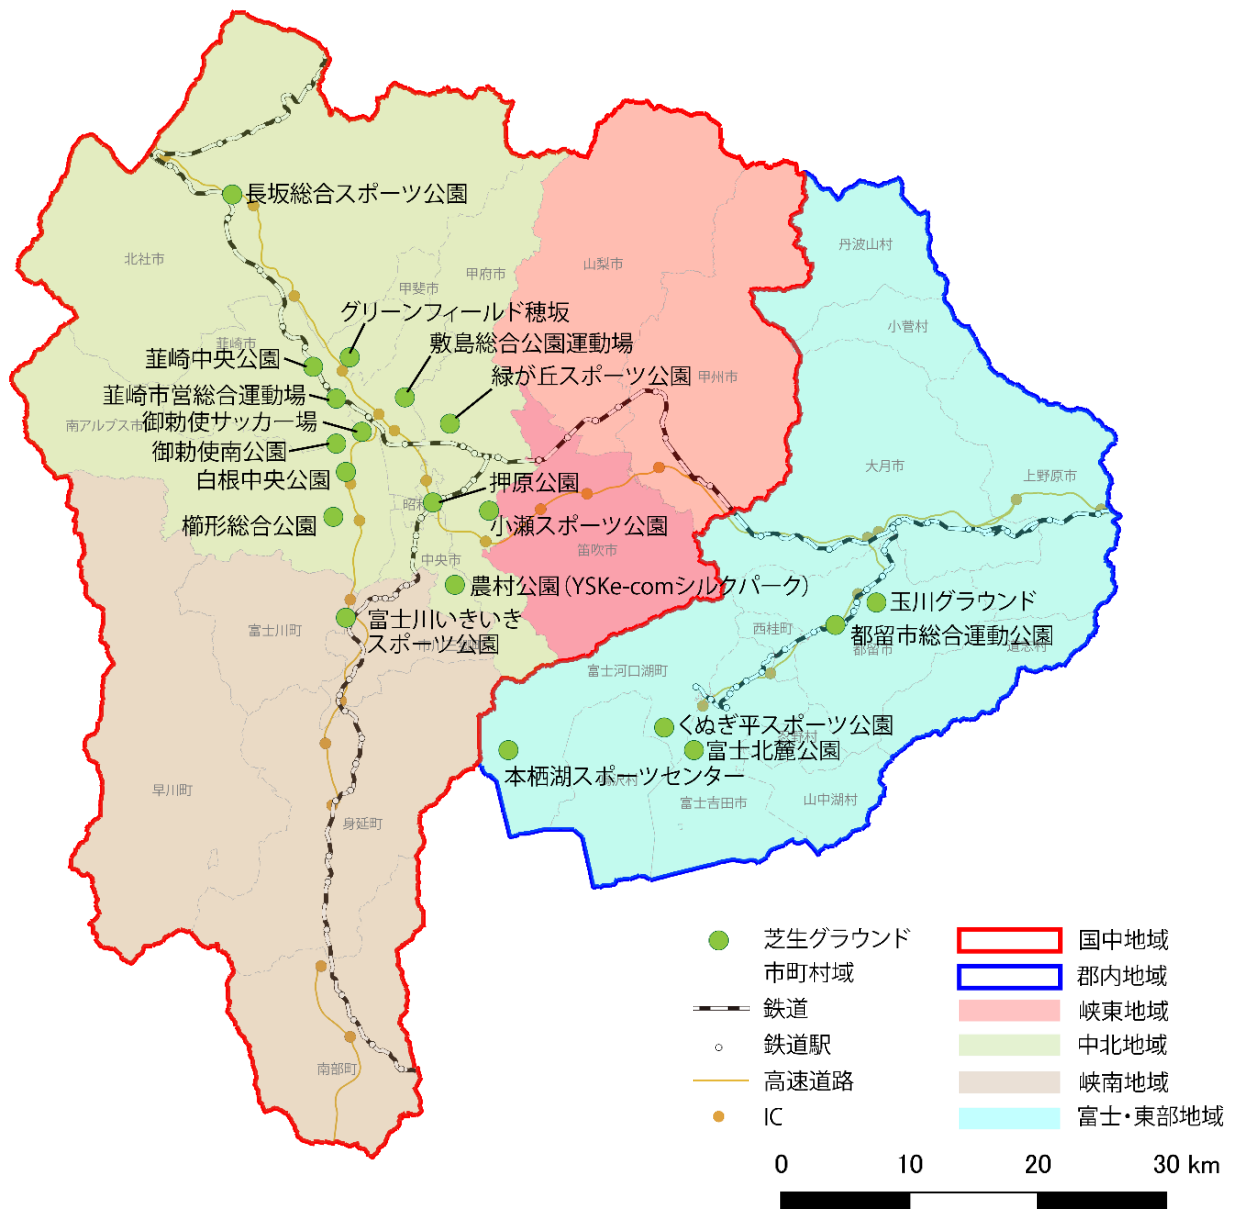 長坂総合スポーツ公園
丹波山村
北杜市
山梨市
甲府市
甲斐市
グリーンフィールド穂坂
小菅村
韮崎市
敷島総合公園運動場
韮崎中央公園
緑が丘スポーツ公園
甲州市
韮崎市営総合運動場
御勅使サッカー場
南アルプス市
御勅使南公園
大月市
上野原市
白根中央公園
押原公園
昭和
櫛形総合公園
小瀬スポーツ公園
笛吹市
中央市
農村公園(YSKe-comシルクパーク)
玉川グラウンド
富士川いきいき
スポーツ公園
富士川町
西桂町
都留市総合運動公園
都留市
道志村
富士河口湖町
くぬぎ平スポーツ公園
忍野村
富士北麓公園
本栖湖スポーツセンター
鳴沢村
早川町
富士吉田市
山中湖村
身延町
南部町
芝生グラウンド
市町村域
鉄道
鉄道駅
高速道路
IC
国中地域
郡内地域
峡東地域
中北地域
峡南地域
富士・東部地域
0 10 20 30 km